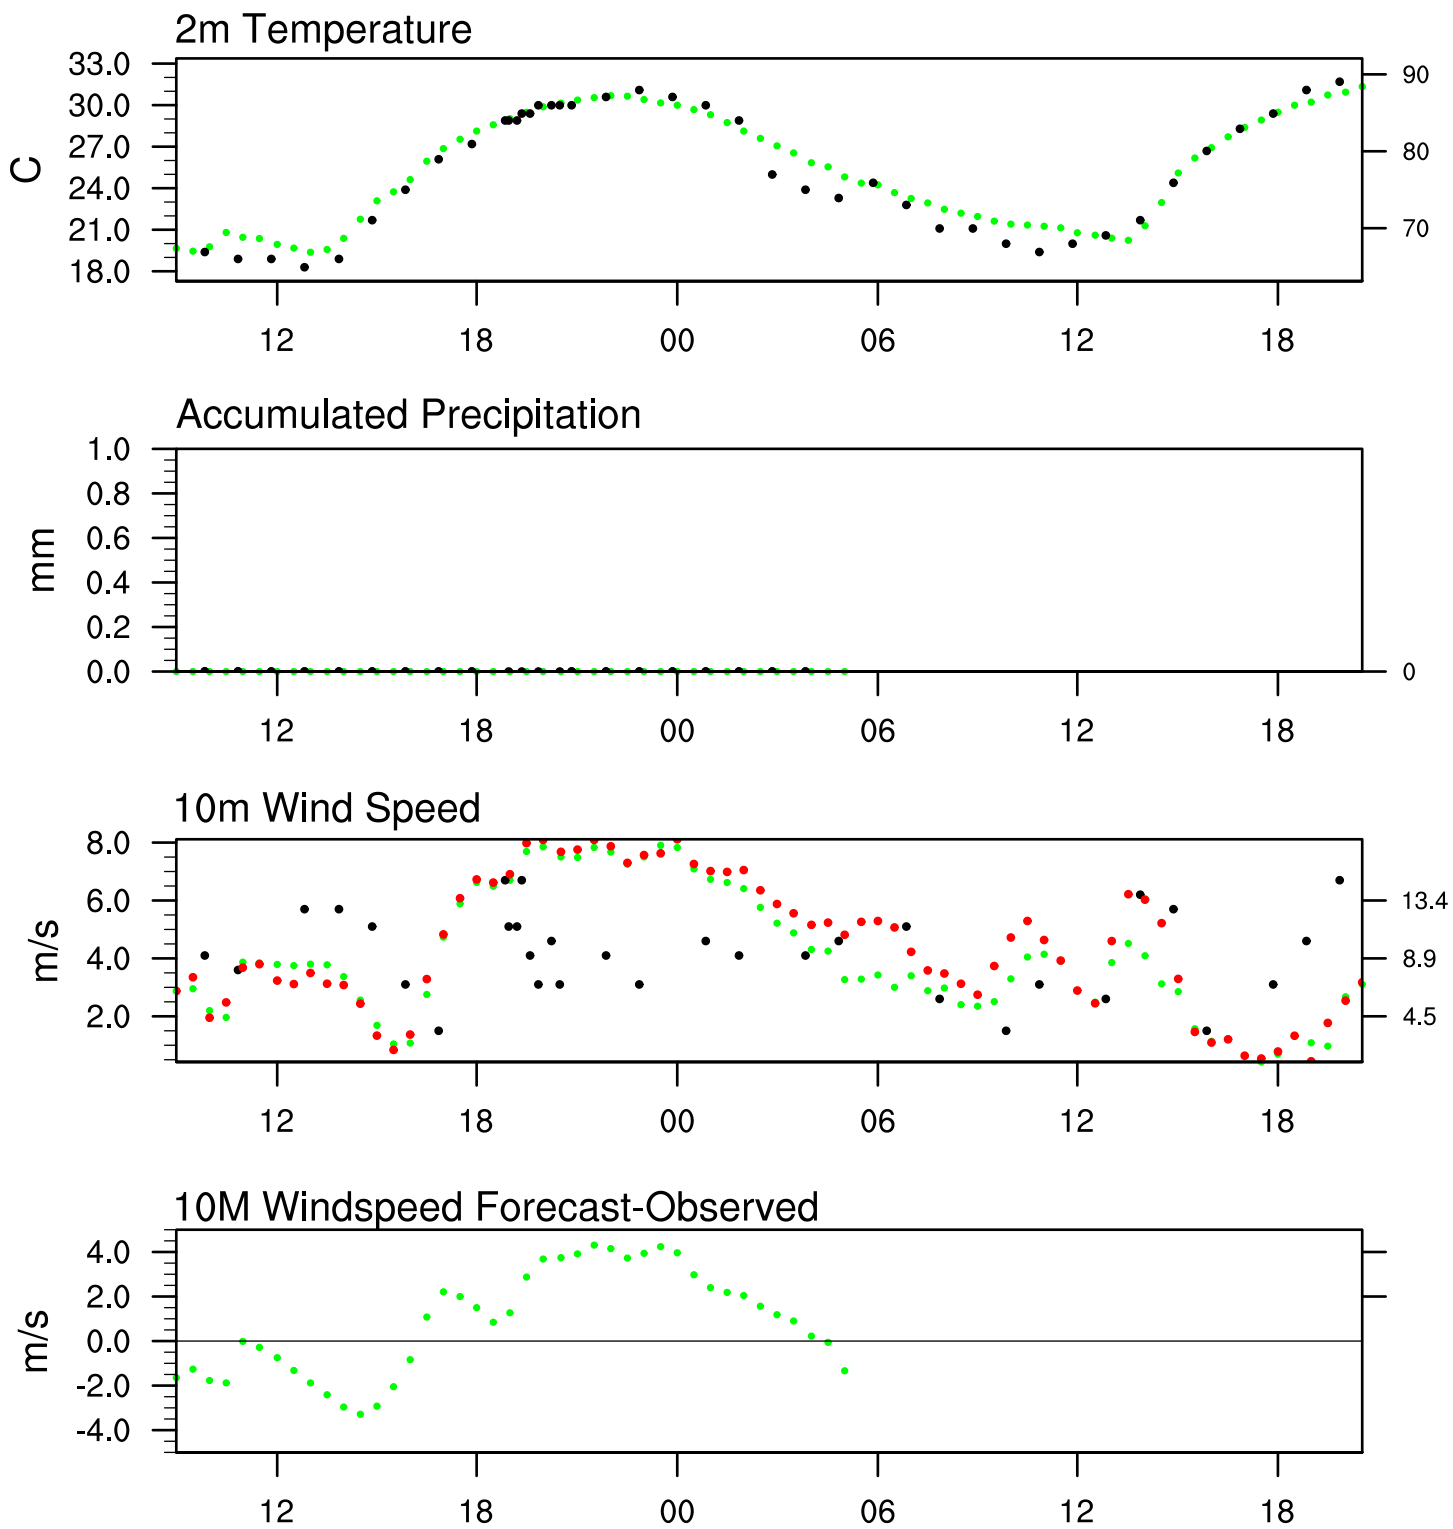 2m Temperature
33.0
30.0
27.0
24.0
21.0
18.0
C
90
80
70
12 18 00 06 12 18
Accumulated Precipitation
1.0
0.8
0.6
0.4
0.2
0.0
mm
0
12 18 00 06 12 18
10m Wind Speed
8.0
6.0
4.0
2.0
m/s
13.4
8.9
4.5
12 18 00 06 12 18
10M Windspeed Forecast-Observed
4.0
2.0
0.0
-2.0
-4.0
m/s
12 18 00 06 12 18